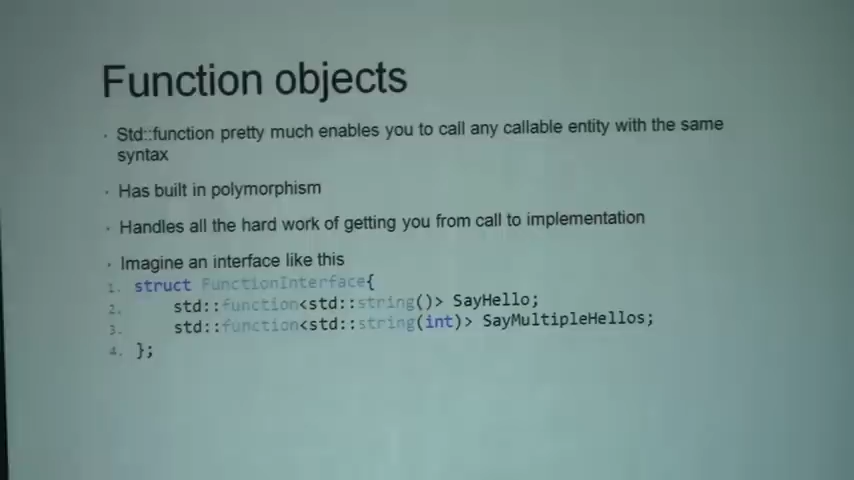 Function objects
· Std::function pretty much enables you to call any callable entity with the same
syntax
· Has built in polymorphism
· Handles all the hard work of getting you from call to implementation
· Imagine an interface like this
1. struct FunctionInterface{
2. std::function<std::string()> SayHello;
3. std::function<std::string(int)> SayMultipleHellos;
4. };